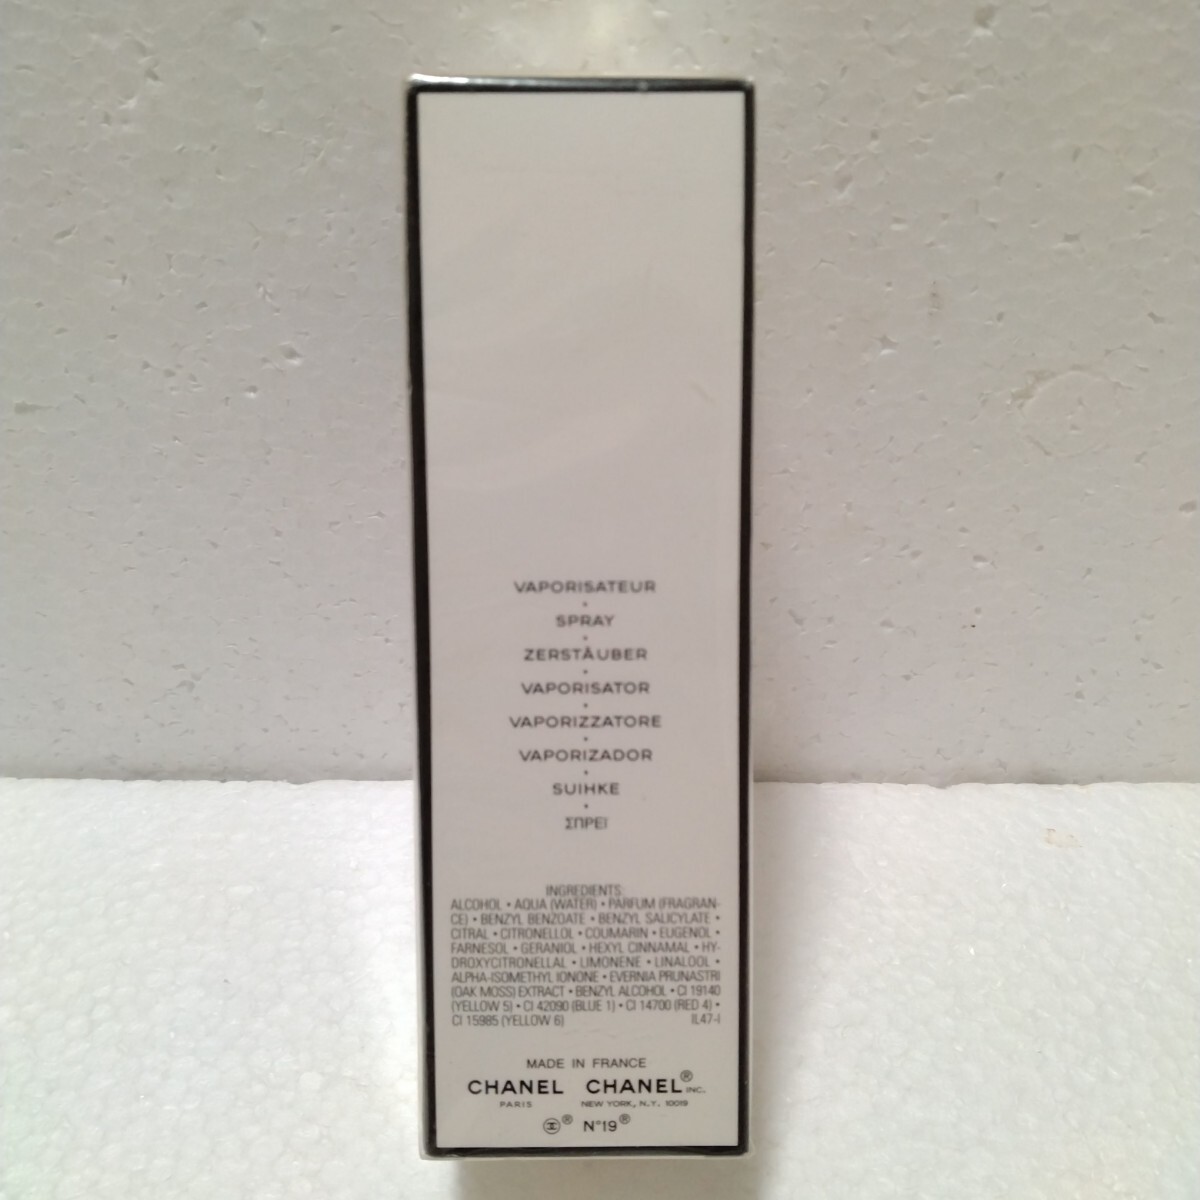 VAPORISATEUR
SPRAY
ZERSTÄUBER
VAPORISATOR
VAPORIZZATORE
VAPORIZADOR
SUIHKE
ΣΠΡΕΪ
INGREDIENTS:
ALCOHOL • AQUA (WATER) • PARFUM (FRAGRAN-
CE) • BENZYL BENZOATE • BENZYL SALICYLATE •
CITRAL • CITRONELLOL • COUMARIN • EUGENOL •
FARNESOL • GERANIOL • HEXYL CINNAMAL • HY-
DROXYCITRONELLAL • LIMONENE • LINALOOL •
ALPHA-ISOMETHYL IONONE • EVERNIA PRUNASTRI
(OAK MOSS) EXTRACT • BENZYL ALCOHOL • CI 19140
(YELLOW 5) • CI 42090 (BLUE 1) • CI 14700 (RED 4) •
CI 15985 (YELLOW 6) IL47-I
MADE IN FRANCE
CHANEL CHANEL® INC.
PARIS NEW YORK, N.Y. 10019
® N°19®